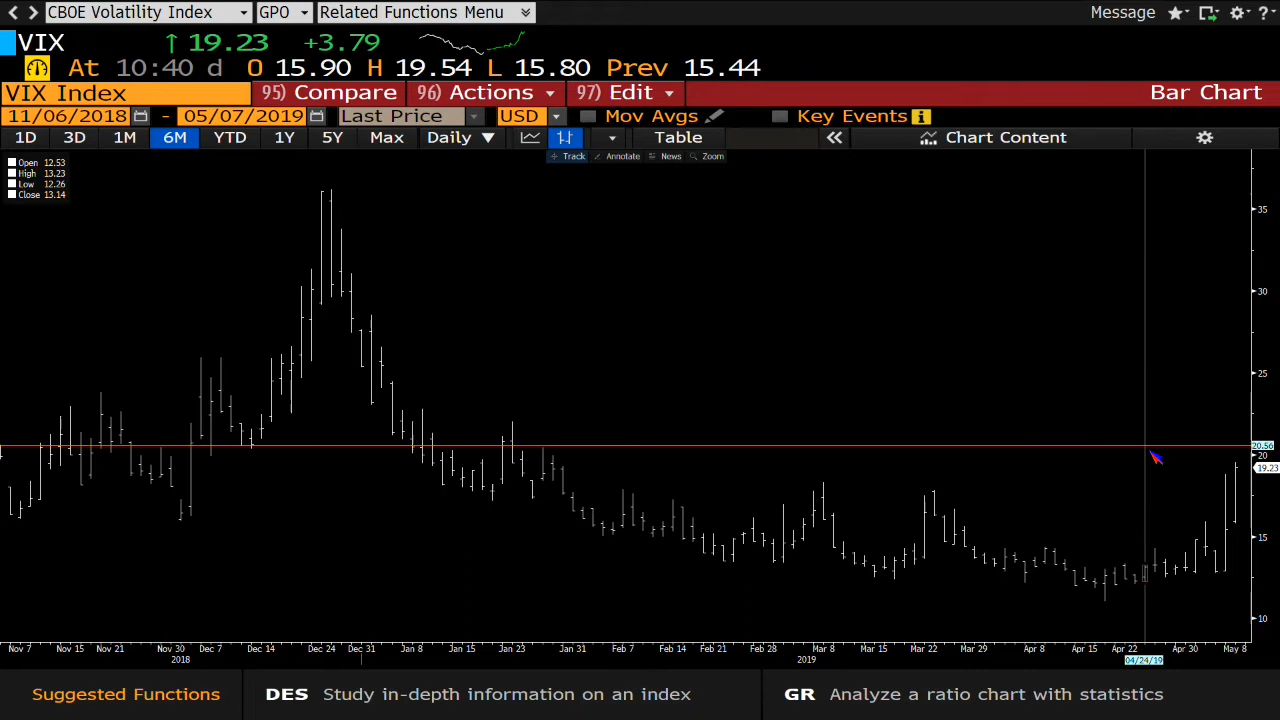 CBOE Volatility Index GPO Related Functions Menu Message ?
VIX ↑ 19.23 +3.79
At 10:40 d O 15.90 H 19.54 L 15.80 Prev 15.44
VIX Index 95) Compare 96) Actions 97) Edit Bar Chart
11/06/2018 - 05/07/2019 Last Price USD Mov Avgs Key Events i
1D 3D 1M 6M YTD 1Y 5Y Max Daily ▼ Table « Chart Content
Track Annotate News Zoom
Open 12.53
High 13.23
Low 12.26
Close 13.14
35
30
25
20.56
20
19.23
15
10
Nov 7 Nov 15 Nov 21 Nov 30 Dec 7 Dec 14 Dec 24 Dec 31 Jan 8 Jan 15 Jan 23 Jan 31 Feb 7 Feb 14 Feb 21 Feb 28 Mar 8 Mar 15 Mar 22 Mar 29 Apr 8 Apr 15 Apr 22 Apr 30 May 8
2018 2019 04/24/19
Suggested Functions DES Study in-depth information on an index GR Analyze a ratio chart with statistics